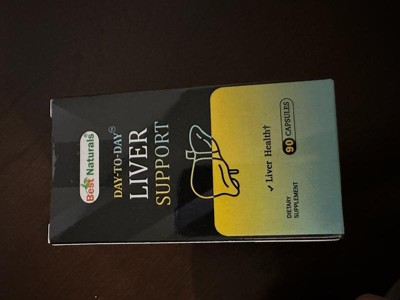 Best Naturals®
DAY-TO-DAY
LIVER
SUPPORT
✓ Liver Health†
90 CAPSULES
DIETARY
SUPPLEMENT